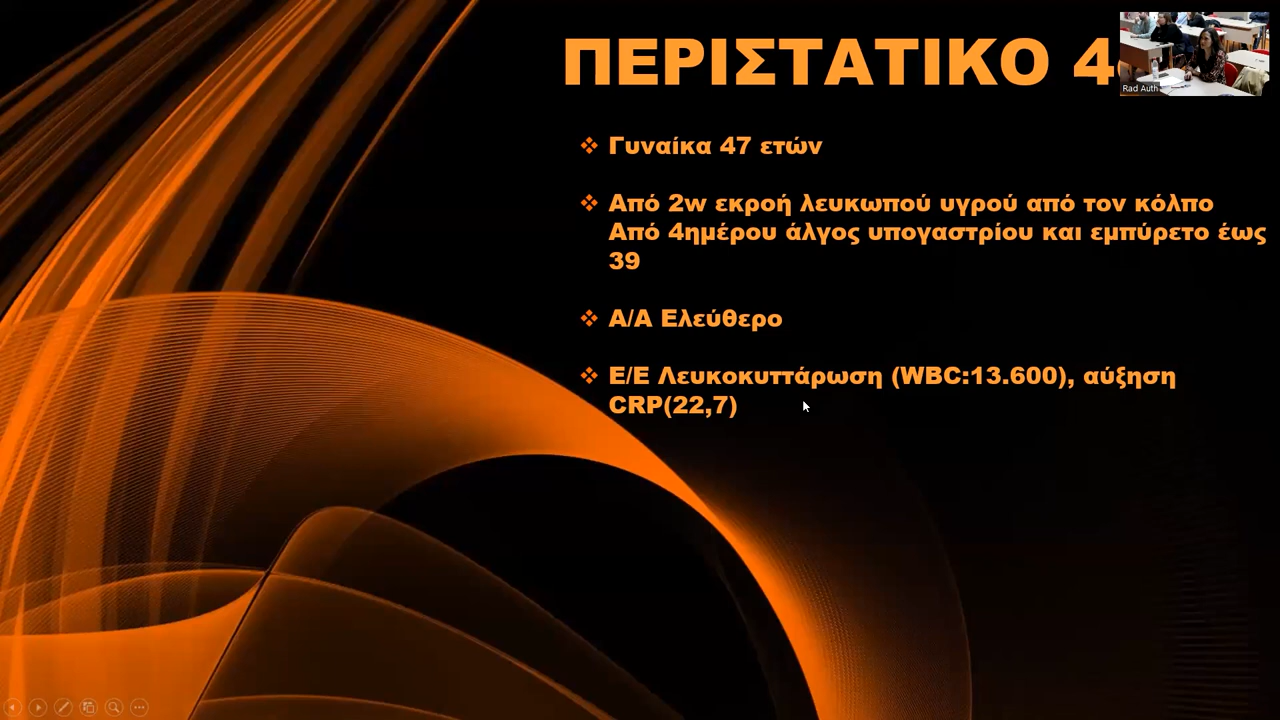 ΠΕΡΙΣΤΑΤΙΚΟ 4
Rad Auth
Γυναίκα 47 ετών
Από 2w εκροή λευκωπού υγρού από τον κόλπο
Από 4ημέρου άλγος υπογαστρίου και εμπύρετο έως
39
Α/Α Ελεύθερο
Ε/Ε Λευκοκυττάρωση (WBC:13.600), αύξηση
CRP(22,7)